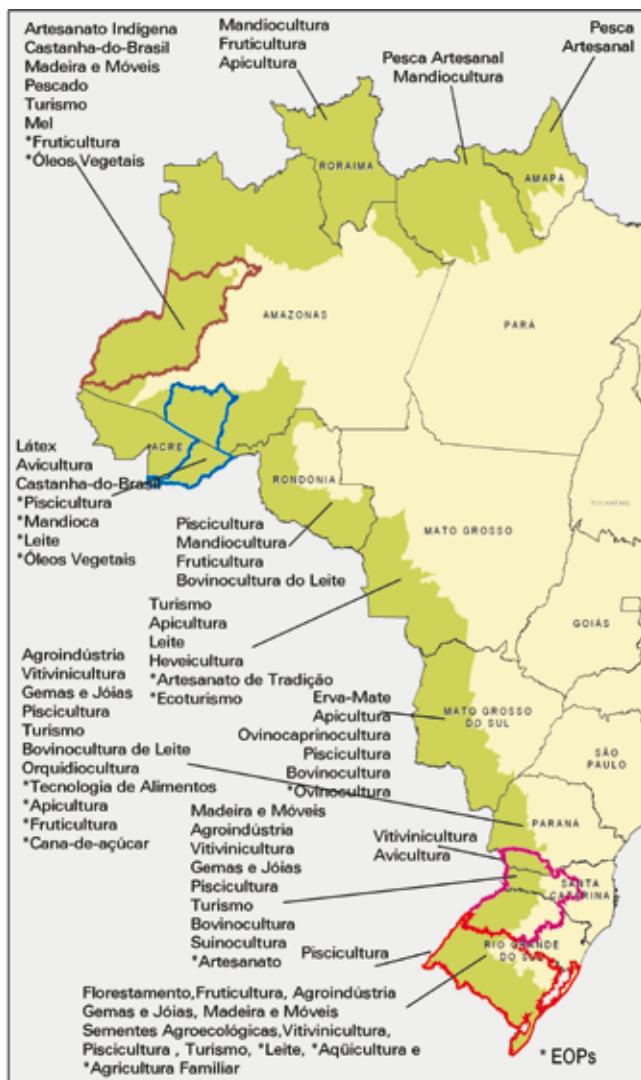 Artesanato Indígena
Castanha-do-Brasil
Madeira e Móveis
Pescado
Turismo
Mel
*Fruticultura
*Óleos Vegetais
Mandiocultura
Fruticultura
Apicultura
Pesca Artesanal
Mandiocultura
Pesca
Artesanal
RORAIMA
AMAPÁ
AMAZONAS
PARÁ
ACRE
RONDÔNIA
MATO GROSSO
TOCANTINS
GOIÁS
MATO GROSSO
DO SUL
SÃO
PAULO
PARANÁ
SANTA
CATARINA
RIO GRANDE
DO SUL
Látex
Avicultura
Castanha-do-Brasil
*Piscicultura
*Mandioca
*Leite
*Óleos Vegetais
Piscicultura
Mandiocultura
Fruticultura
Bovinocultura do Leite
Turismo
Apicultura
Leite
Heveicultura
*Artesanato de Tradição
*Ecoturismo
Agroindústria
Vitivinicultura
Gemas e Jóias
Piscicultura
Turismo
Bovinocultura de Leite
Orquidiocultura
*Tecnologia de Alimentos
*Apicultura
*Fruticultura
*Cana-de-açúcar
Erva-Mate
Apicultura
Ovinocaprinocultura
Piscicultura
Bovinocultura
*Ovinocultura
Madeira e Móveis
Agroindústria
Vitivinicultura
Gemas e Jóias
Piscicultura
Turismo
Bovinocultura
Suinocultura
*Artesanato
Vitivinicultura
Avicultura
Piscicultura
Florestamento,Fruticultura, Agroindústria
Gemas e Jóias, Madeira e Móveis
Sementes Agroecológicas,Vitivinicultura,
Piscicultura , Turismo, *Leite, *Aqüicultura e
*Agricultura Familiar
* EOPs